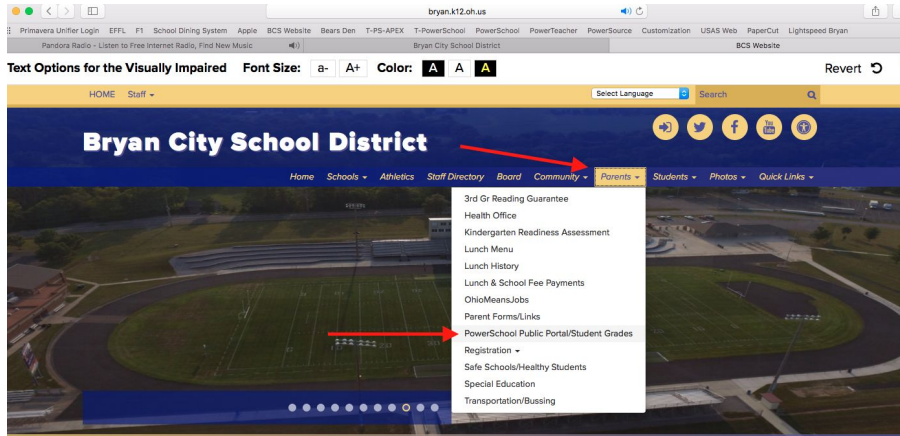 bryan.k12.oh.us
Primavera Unifier Login EFFL F1 School Dining System Apple BCS Website Bears Den T-PS-APEX T-PowerSchool PowerSchool PowerTeacher PowerSource Customization USAS Web PaperCut Lightspeed Bryan
Pandora Radio - Listen to Free Internet Radio, Find New Music Bryan City School District BCS Website
Text Options for the Visually Impaired Font Size: a- A+ Color: A A A Revert
HOME Staff Select Language Search
Bryan City School District
Home Schools Athletics Staff Directory Board Community Parents Students Photos Quick Links
3rd Gr Reading Guarantee
Health Office
Kindergarten Readiness Assessment
Lunch Menu
Lunch History
Lunch & School Fee Payments
OhioMeansJobs
Parent Forms/Links
PowerSchool Public Portal/Student Grades
Registration
Safe Schools/Healthy Students
Special Education
Transportation/Bussing